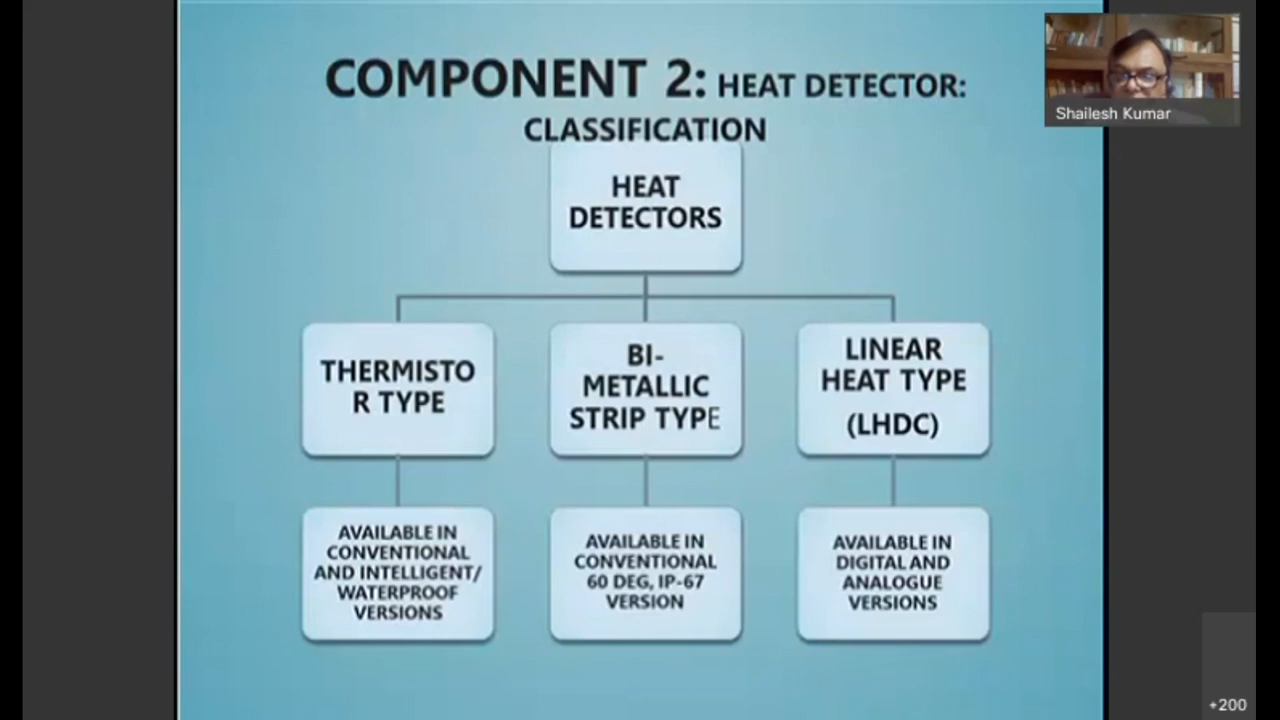 COMPONENT 2: HEAT DETECTOR:
CLASSIFICATION
Shailesh Kumar
HEAT
DETECTORS
THERMISTO
R TYPE
BI-
METALLIC
STRIP TYPE
LINEAR
HEAT TYPE
(LHDC)
AVAILABLE IN
CONVENTIONAL
AND INTELLIGENT/
WATERPROOF
VERSIONS
AVAILABLE IN
CONVENTIONAL
60 DEG, IP-67
VERSION
AVAILABLE IN
DIGITAL AND
ANALOGUE
VERSIONS
+200